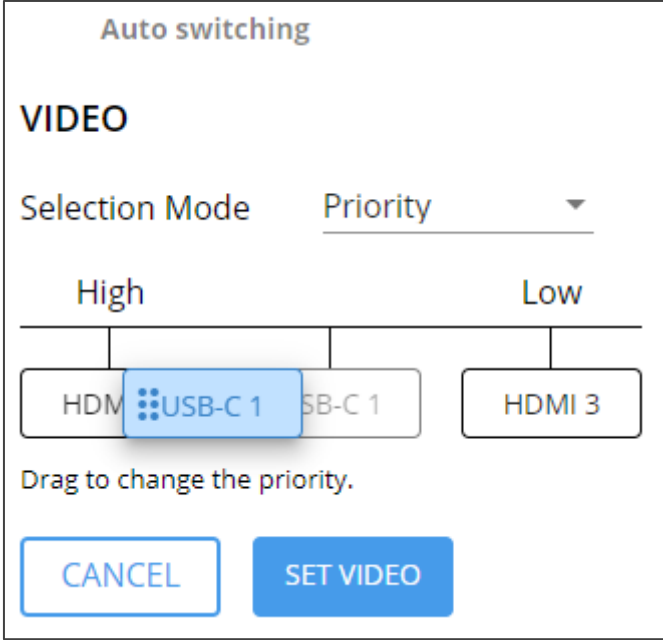 Auto switching
VIDEO
Selection Mode Priority
High Low
HDM USB-C 1 SB-C 1 HDMI 3
Drag to change the priority.
CANCEL SET VIDEO